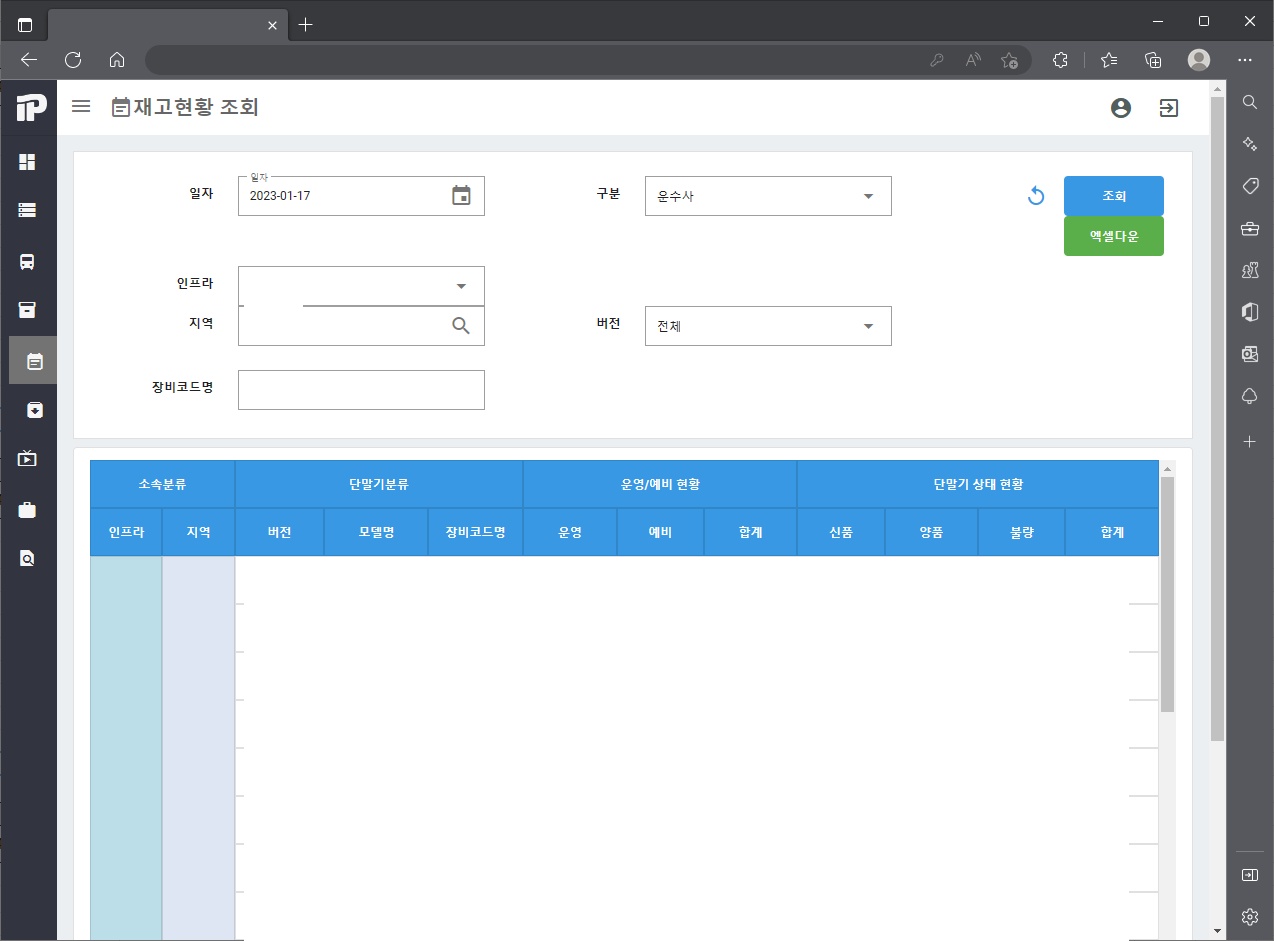 iP
재고현황 조회
일자
일자
2023-01-17
구분
운수사
조회
엑셀다운
인프라
지역
버전
전체
장비코드명
소속분류 단말기분류 운영/예비 현황 단말기 상태 현황
인프라 지역 버전 모델명 장비코드명 운영 예비 합계 신품 양품 불량 합계